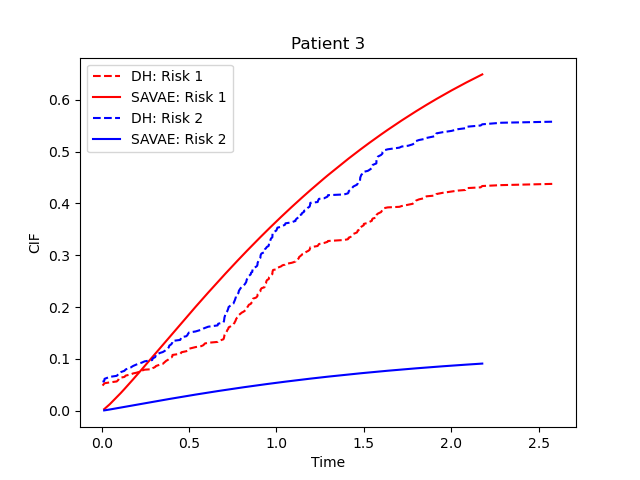 Patient 3
DH: Risk 1
SAVAE: Risk 1
DH: Risk 2
SAVAE: Risk 2
CIF
0.6
0.5
0.4
0.3
0.2
0.1
0.0
0.0 0.5 1.0 1.5 2.0 2.5
Time